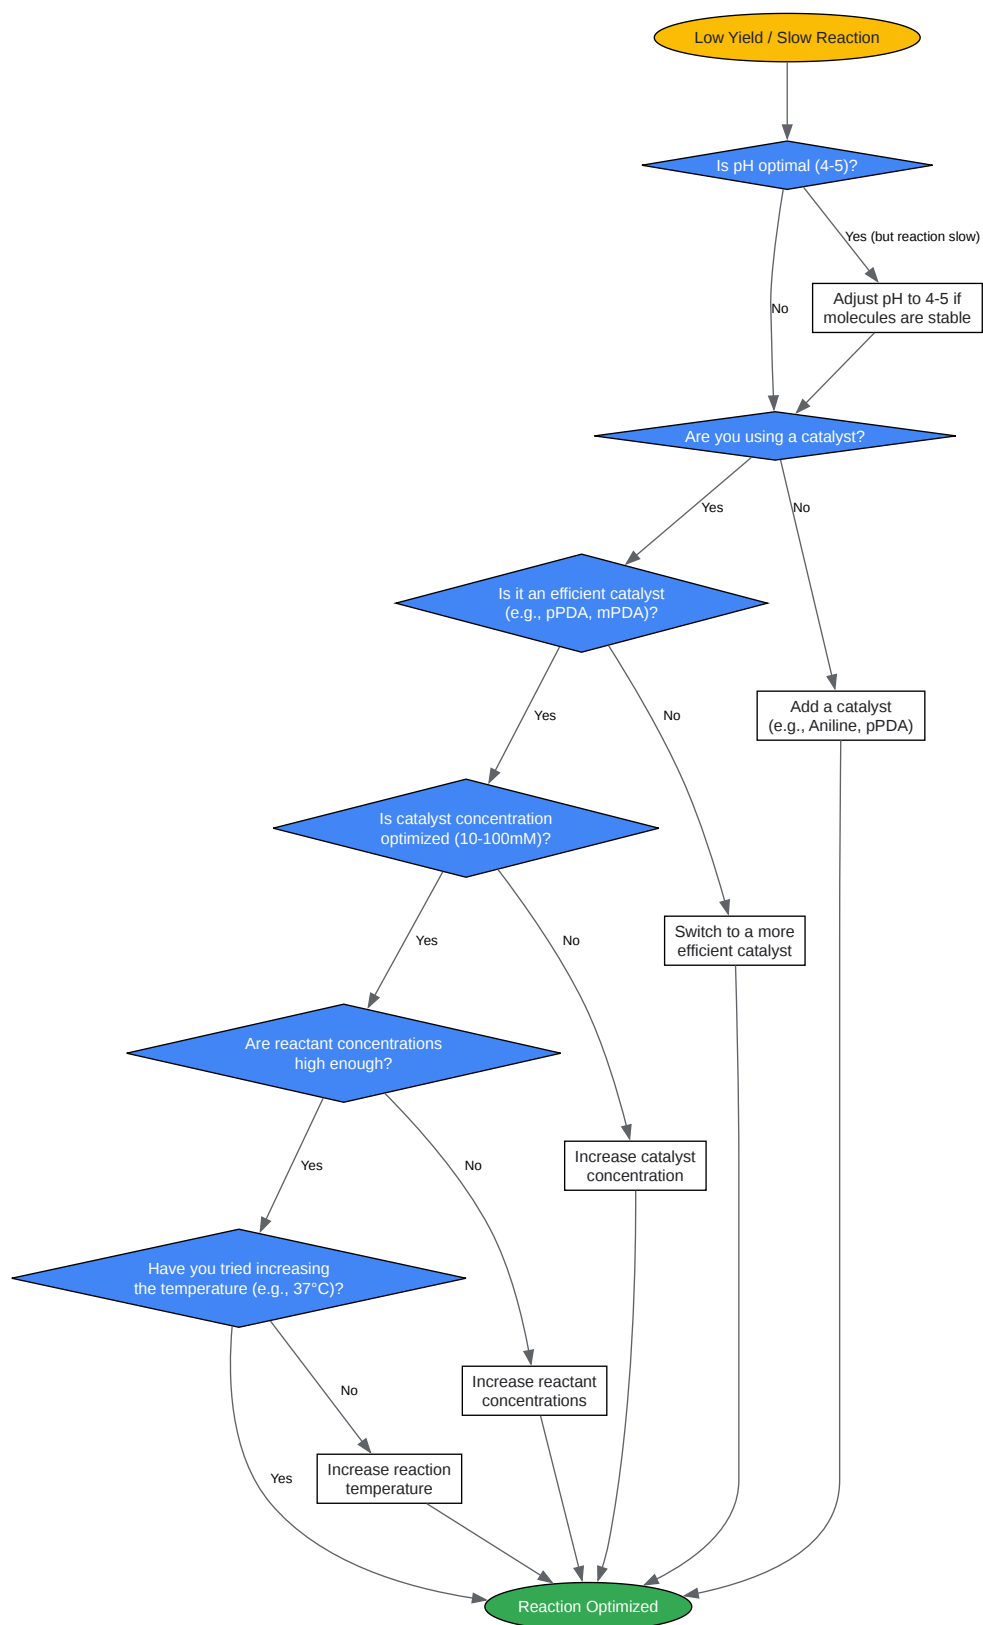 Low Yield / Slow Reaction
Is pH optimal (4-5)?
Yes (but reaction slow)
No
Adjust pH to 4-5 if
molecules are stable
Are you using a catalyst?
Yes
No
Is it an efficient catalyst
(e.g., pPDA, mPDA)?
Yes
No
Add a catalyst
(e.g., Aniline, pPDA)
Is catalyst concentration
optimized (10-100mM)?
Yes
No
Switch to a more
efficient catalyst
Are reactant concentrations
high enough?
Yes
No
Increase catalyst
concentration
Have you tried increasing
the temperature (e.g., 37°C)?
No
Yes
Increase reactant
concentrations
Increase reaction
temperature
Reaction Optimized